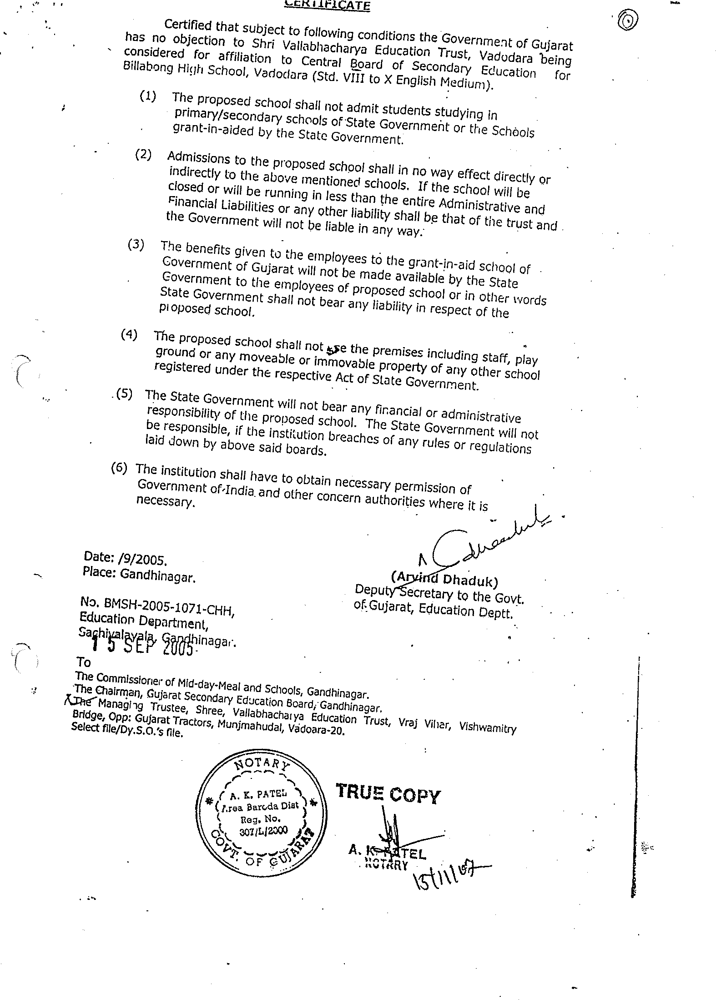 CERTIFICATE
Certified that subject to following conditions the Government of Gujarat
has no objection to Shri Vallabhacharya Education Trust, Vadodara being
considered for affiliation to Central Board of Secondary Education for
Billabong High School, Vadodara (Std. VIII to X English Medium).
(1) The proposed school shall not admit students studying in
primary/secondary schools of State Government or the Schools
grant-in-aided by the State Government.
(2) Admissions to the proposed school shall in no way effect directly or
indirectly to the above mentioned schools. If the school will be
closed or will be running in less than the entire Administrative and
Financial Liabilities or any other liability shall be that of the trust and
the Government will not be liable in any way.
(3) The benefits given to the employees to the grant-in-aid school of
Government of Gujarat will not be made available by the State
Government to the employees of proposed school or in other words
State Government shall not bear any liability in respect of the
proposed school.
(4) The proposed school shall not use the premises including staff, play
ground or any moveable or immovable property of any other school
registered under the respective Act of State Government.
(5) The State Government will not bear any financial or administrative
responsibility of the proposed school. The State Government will not
be responsible, if the institution breaches of any rules or regulations
laid down by above said boards.
(6) The institution shall have to obtain necessary permission of
Government of India and other concern authorities where it is
necessary.
Date: /9/2005.
Place: Gandhinagar.
(Arvind Dhaduk)
Deputy Secretary to the Govt.
of Gujarat, Education Deptt.
No. BMSH-2005-1071-CHH,
Education Department,
Sachivalayala, Gandhinagar.
15 SEP 2005
To
The Commissioner of Mid-day-Meal and Schools, Gandhinagar.
The Chairman, Gujarat Secondary Education Board, Gandhinagar.
The Managing Trustee, Shree, Vallabhacharya Education Trust, Vraj Vihar, Vishwamitry
Bridge, Opp: Gujarat Tractors, Munjmahudal, Vadoara-20.
Select file/Dy.S.O.'s file.
NOTARY
A. K. PATEL
Area Baroda Dist
Reg. No.
307/L/2000
GOVT. OF GUJARAT
TRUE COPY
A. K. PATEL
NOTARY
15/11/07